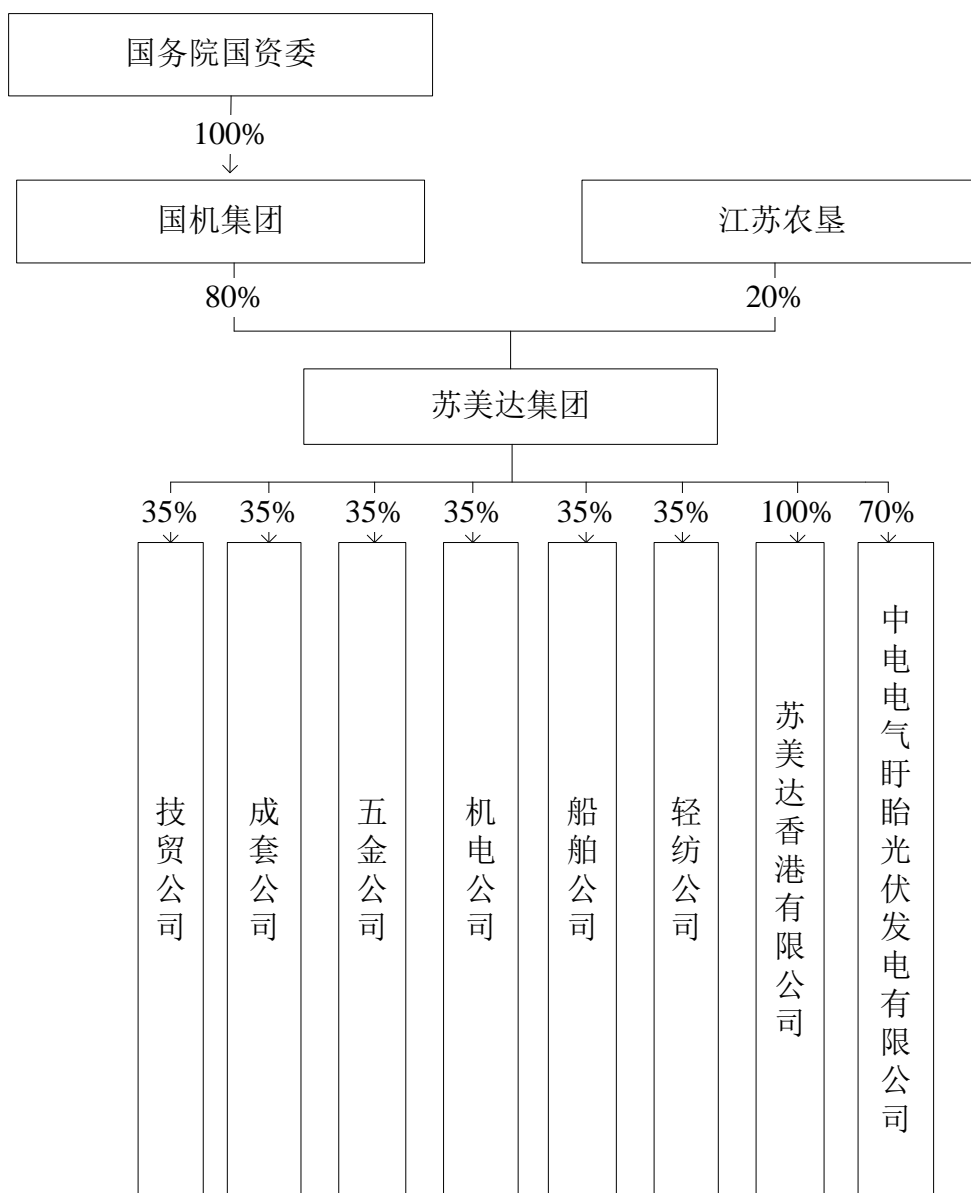 国务院国资委
100%
国机集团
江苏农垦
80%
20%
苏美达集团
35%
35%
35%
35%
35%
35%
100%
70%
技贸公司
成套公司
五金公司
机电公司
船舶公司
轻纺公司
苏美达香港有限公司
中电电气盱眙光伏发电有限公司